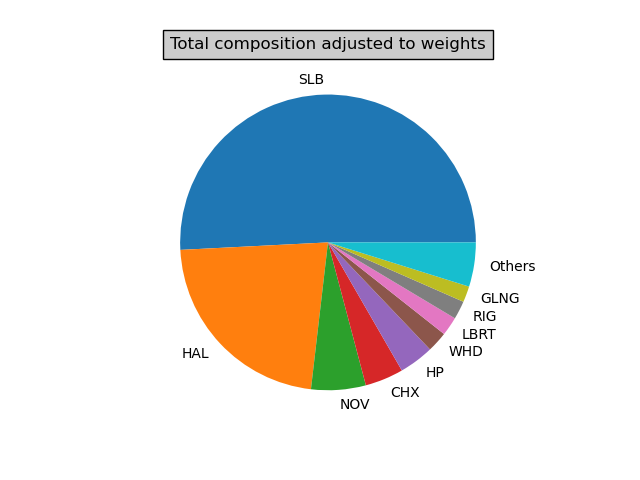 Total composition adjusted to weights
SLB
Others
GLNG
RIG
LBRT
WHD
HAL
HP
CHX
NOV